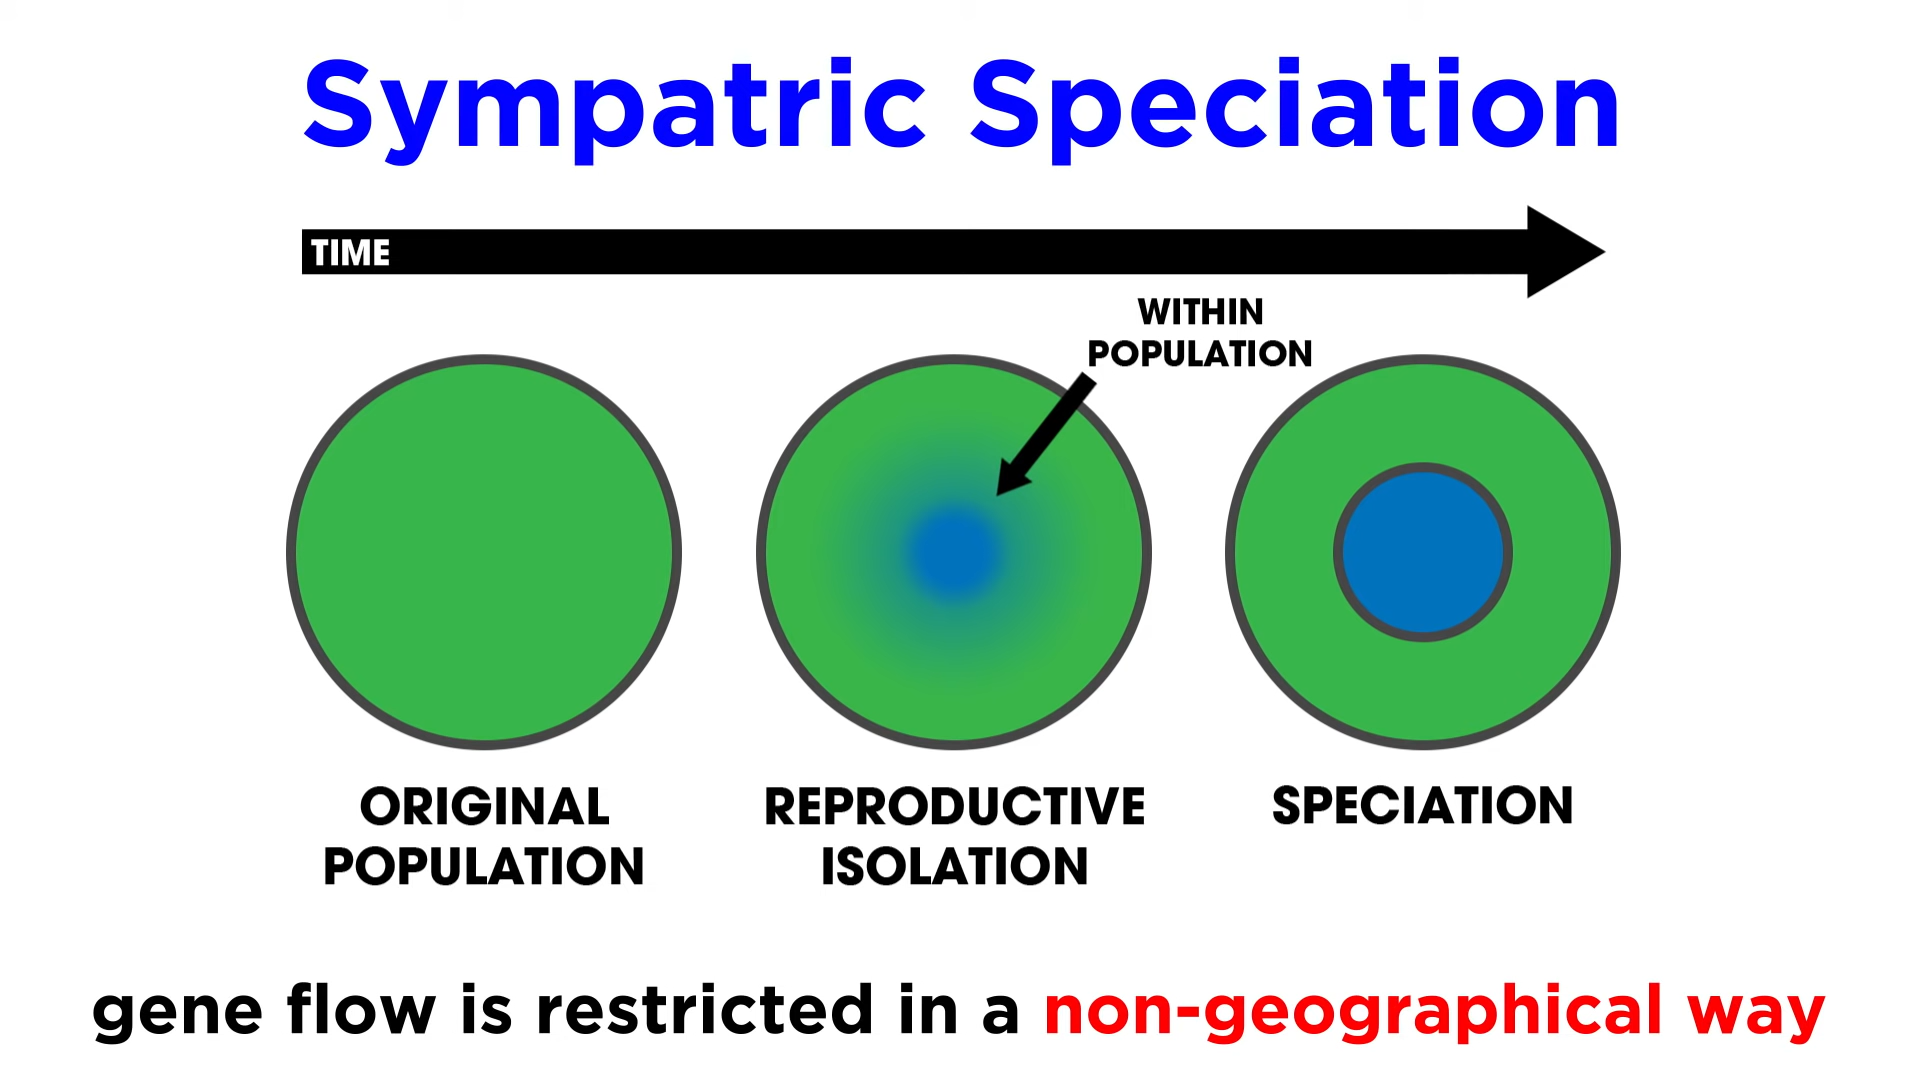 Sympatric Speciation
TIME
WITHIN
POPULATION
ORIGINAL
POPULATION
REPRODUCTIVE
ISOLATION
SPECIATION
gene flow is restricted in a non-geographical way